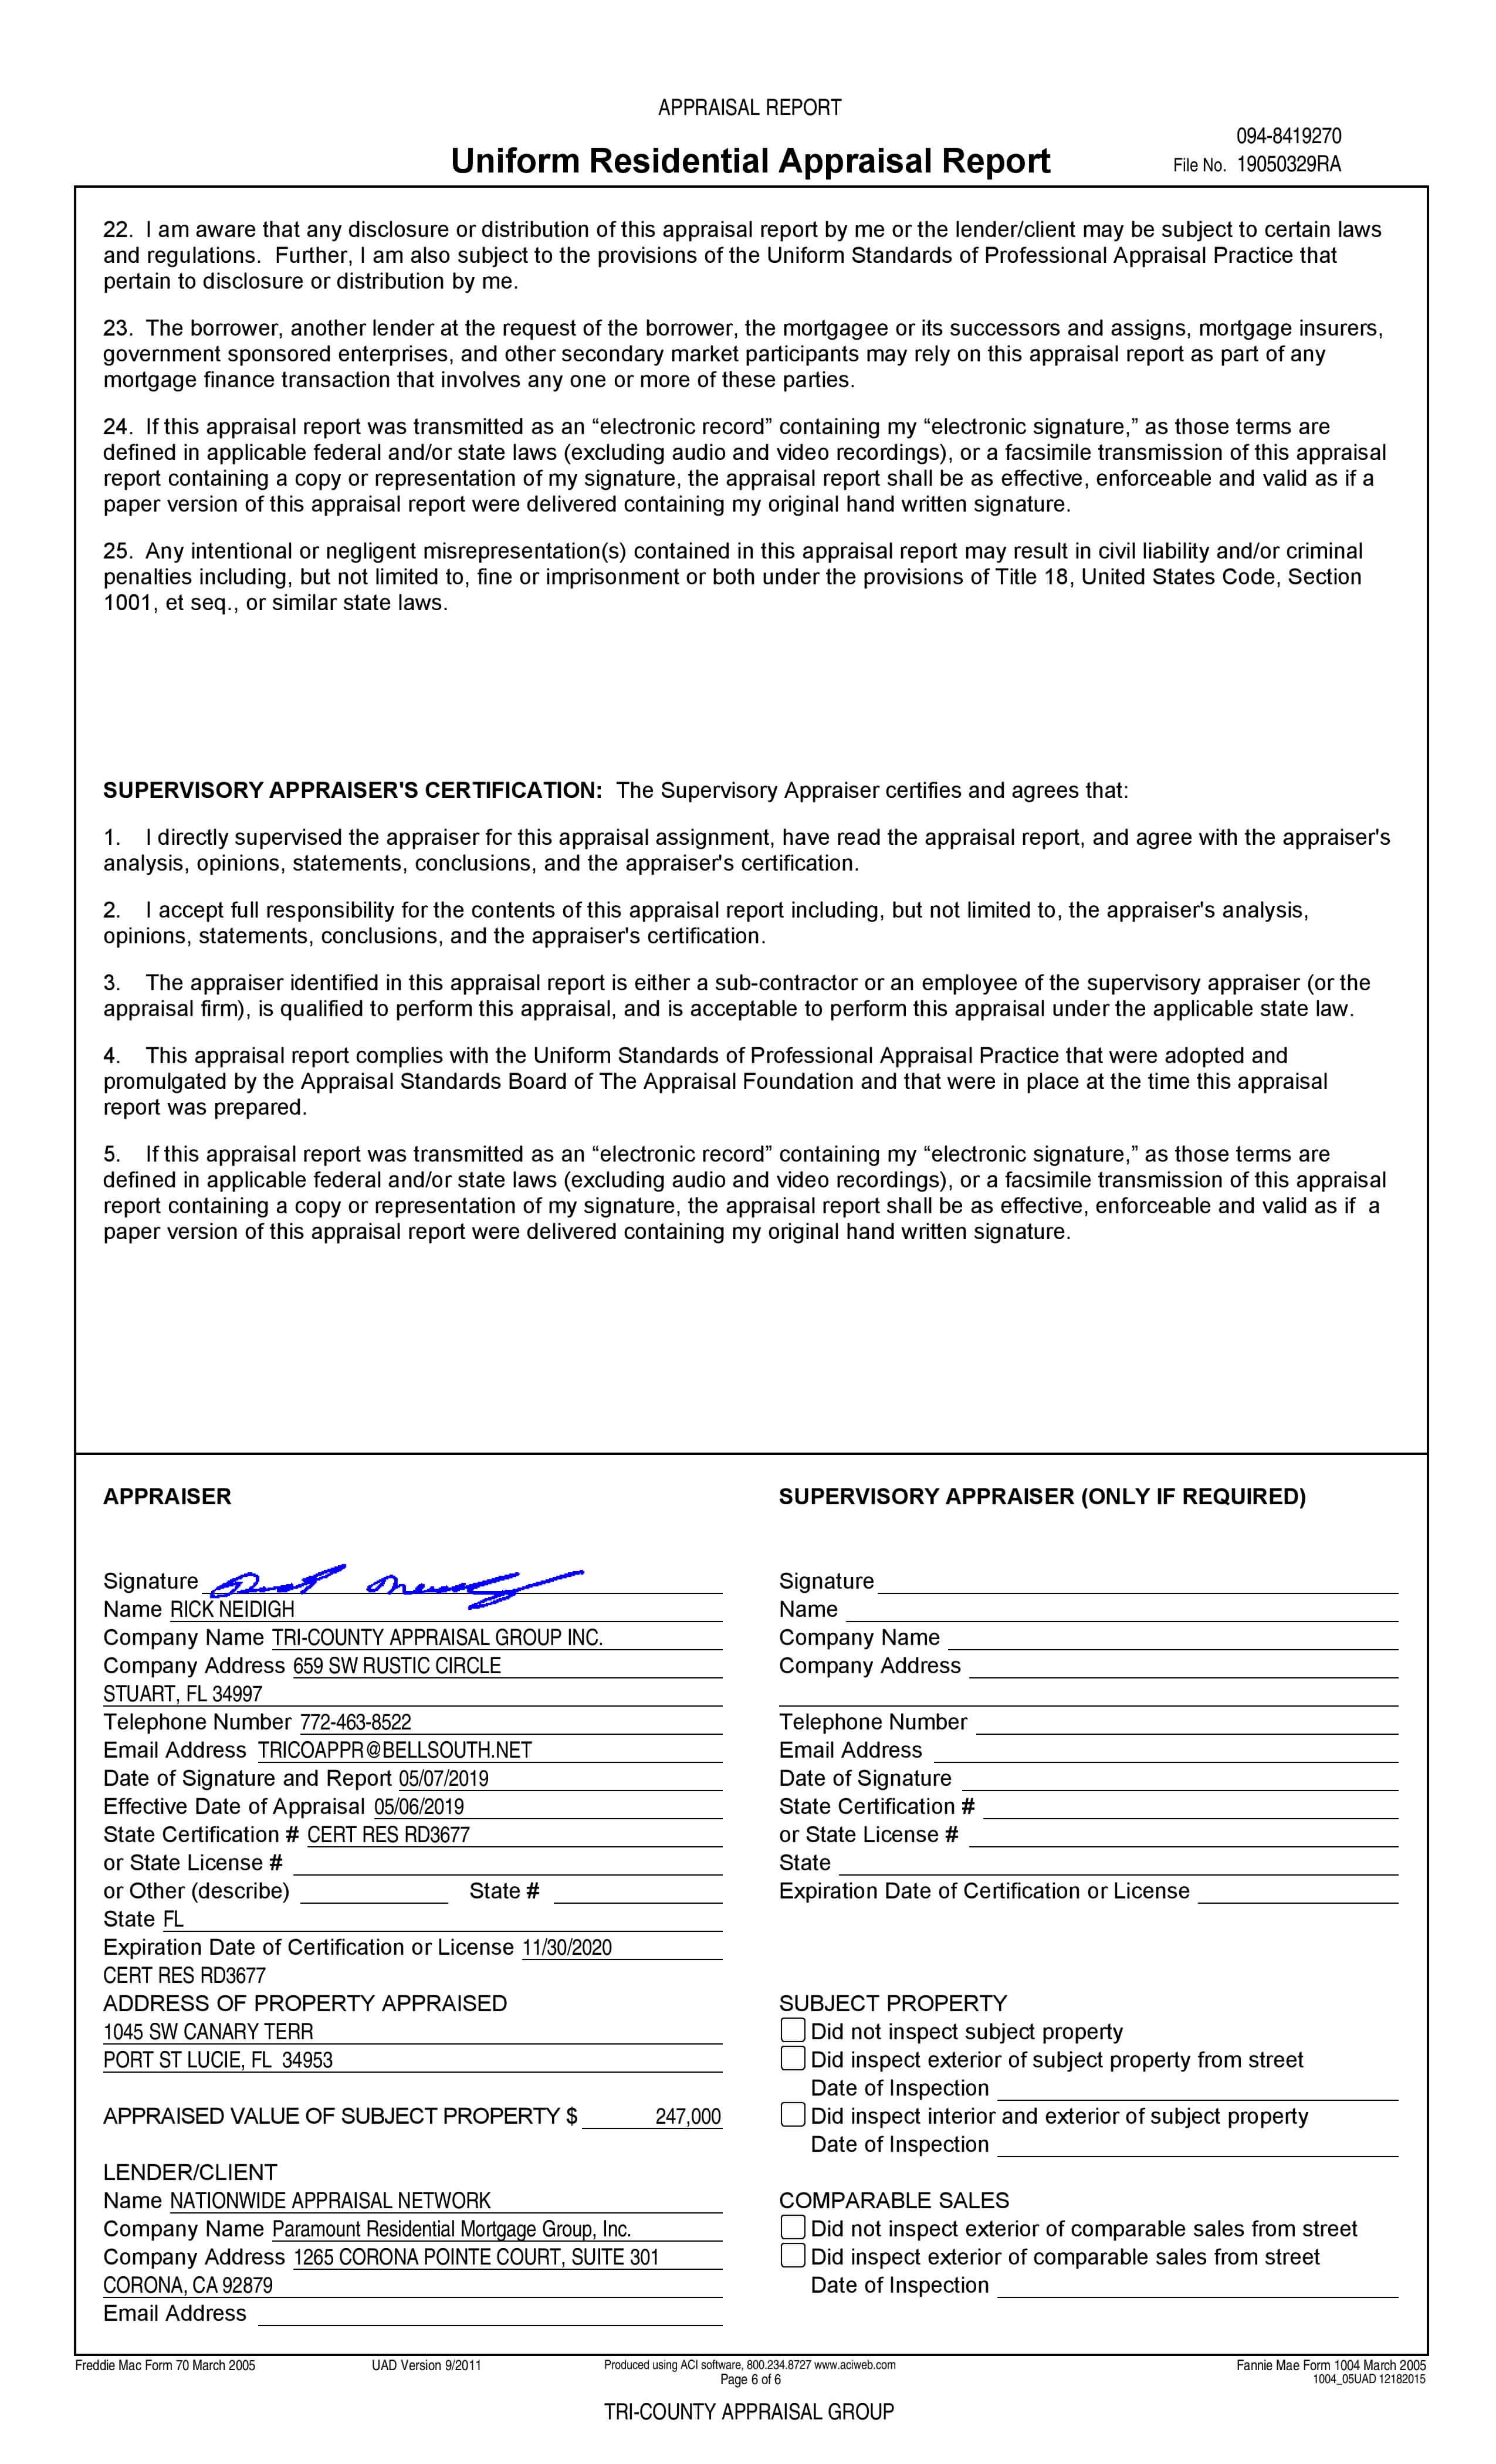 APPRAISAL REPORT
094-8419270
Uniform Residential Appraisal Report
File No. 19050329RA
22. I am aware that any disclosure or distribution of this appraisal report by me or the lender/client may be subject to certain laws
and regulations. Further, I am also subject to the provisions of the Uniform Standards of Professional Appraisal Practice that
pertain to disclosure or distribution by me.
23. The borrower, another lender at the request of the borrower, the mortgagee or its successors and assigns, mortgage insurers,
government sponsored enterprises, and other secondary market participants may rely on this appraisal report as part of any
mortgage finance transaction that involves any one or more of these parties.
24. If this appraisal report was transmitted as an “electronic record” containing my “electronic signature,” as those terms are
defined in applicable federal and/or state laws (excluding audio and video recordings), or a facsimile transmission of this appraisal
report containing a copy or representation of my signature, the appraisal report shall be as effective, enforceable and valid as if a
paper version of this appraisal report were delivered containing my original hand written signature.
25. Any intentional or negligent misrepresentation(s) contained in this appraisal report may result in civil liability and/or criminal
penalties including, but not limited to, fine or imprisonment or both under the provisions of Title 18, United States Code, Section
1001, et seq., or similar state laws.
SUPERVISORY APPRAISER'S CERTIFICATION: The Supervisory Appraiser certifies and agrees that:
1. I directly supervised the appraiser for this appraisal assignment, have read the appraisal report, and agree with the appraiser's
analysis, opinions, statements, conclusions, and the appraiser's certification.
2. I accept full responsibility for the contents of this appraisal report including, but not limited to, the appraiser's analysis,
opinions, statements, conclusions, and the appraiser's certification.
3. The appraiser identified in this appraisal report is either a sub-contractor or an employee of the supervisory appraiser (or the
appraisal firm), is qualified to perform this appraisal, and is acceptable to perform this appraisal under the applicable state law.
4. This appraisal report complies with the Uniform Standards of Professional Appraisal Practice that were adopted and
promulgated by the Appraisal Standards Board of The Appraisal Foundation and that were in place at the time this appraisal
report was prepared.
5. If this appraisal report was transmitted as an “electronic record” containing my “electronic signature,” as those terms are
defined in applicable federal and/or state laws (excluding audio and video recordings), or a facsimile transmission of this appraisal
report containing a copy or representation of my signature, the appraisal report shall be as effective, enforceable and valid as if a
paper version of this appraisal report were delivered containing my original hand written signature.
APPRAISER
Signature
Name RICK NEIDIGH
Company Name TRI-COUNTY APPRAISAL GROUP INC.
Company Address 659 SW RUSTIC CIRCLE
STUART, FL 34997
Telephone Number 772-463-8522
Email Address TRICOAPPR@BELLSOUTH.NET
Date of Signature and Report 05/07/2019
Effective Date of Appraisal 05/06/2019
State Certification # CERT RES RD3677
or State License #
or Other (describe) State #
State FL
Expiration Date of Certification or License 11/30/2020
CERT RES RD3677
ADDRESS OF PROPERTY APPRAISED
1045 SW CANARY TERR
PORT ST LUCIE, FL 34953
APPRAISED VALUE OF SUBJECT PROPERTY $ 247,000
LENDER/CLIENT
Name NATIONWIDE APPRAISAL NETWORK
Company Name Paramount Residential Mortgage Group, Inc.
Company Address 1265 CORONA POINTE COURT, SUITE 301
CORONA, CA 92879
Email Address
SUPERVISORY APPRAISER (ONLY IF REQUIRED)
Signature
Name
Company Name
Company Address
Telephone Number
Email Address
Date of Signature
State Certification #
or State License #
State
Expiration Date of Certification or License
SUBJECT PROPERTY
Did not inspect subject property
Did inspect exterior of subject property from street
Date of Inspection
Did inspect interior and exterior of subject property
Date of Inspection
COMPARABLE SALES
Did not inspect exterior of comparable sales from street
Did inspect exterior of comparable sales from street
Date of Inspection
Freddie Mac Form 70 March 2005
UAD Version 9/2011
Produced using ACI software, 800.234.8727 www.aciweb.com
Page 6 of 6
Fannie Mae Form 1004 March 2005
1004_05UAD 12182015
TRI-COUNTY APPRAISAL GROUP